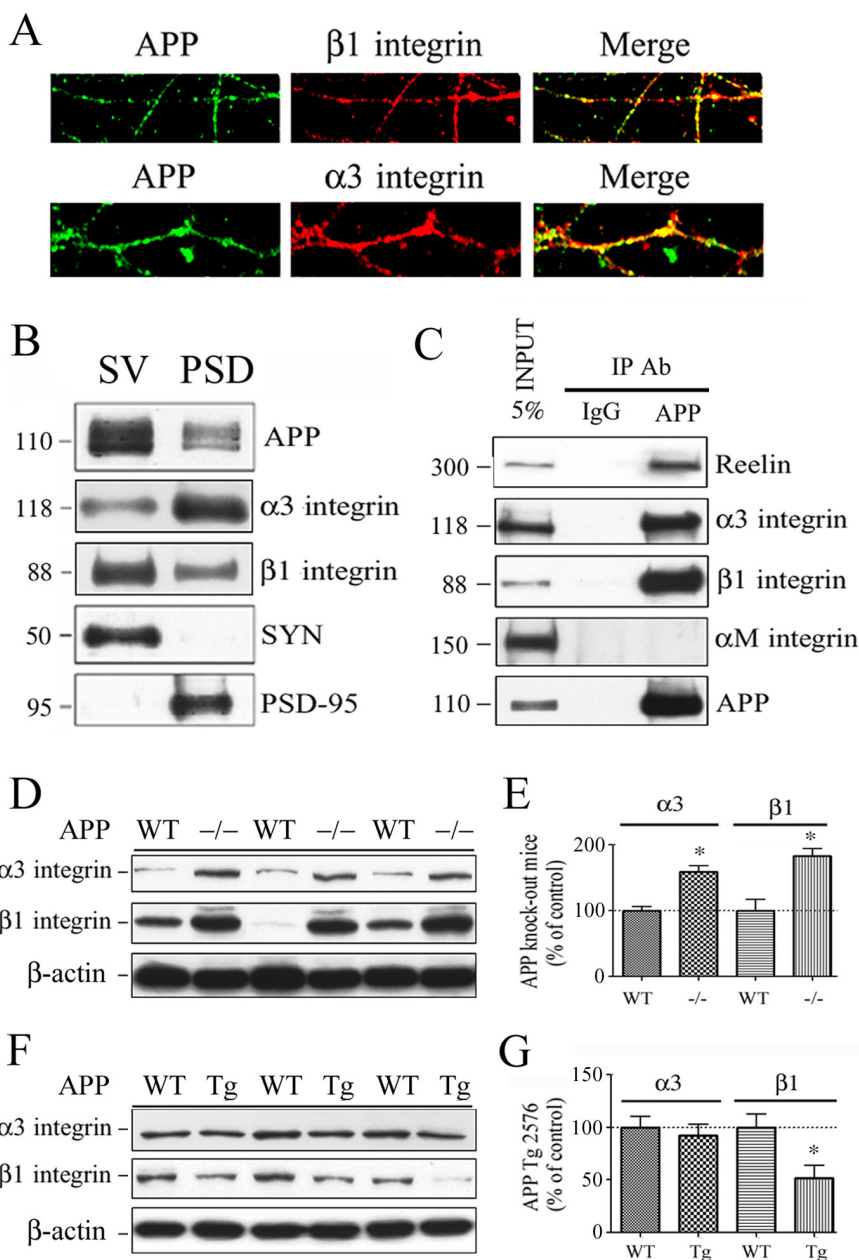 A
APP β1 integrin Merge
APP α3 integrin Merge
B
SV PSD
110 APP
118 α3 integrin
88 β1 integrin
50 SYN
95 PSD-95
C
INPUT
IP Ab
5% IgG APP
300 Reelin
118 α3 integrin
88 β1 integrin
150 αM integrin
110 APP
D
APP WT –/– WT –/– WT –/–
α3 integrin
β1 integrin
β-actin
E
α3 β1
APP knock-out mice
(% of control)
200
*
*
100
0
WT -/- WT -/-
F
APP WT Tg WT Tg WT Tg
α3 integrin
β1 integrin
β-actin
G
α3 β1
APP Tg 2576
(% of control)
150
100
*
50
0
WT Tg WT Tg